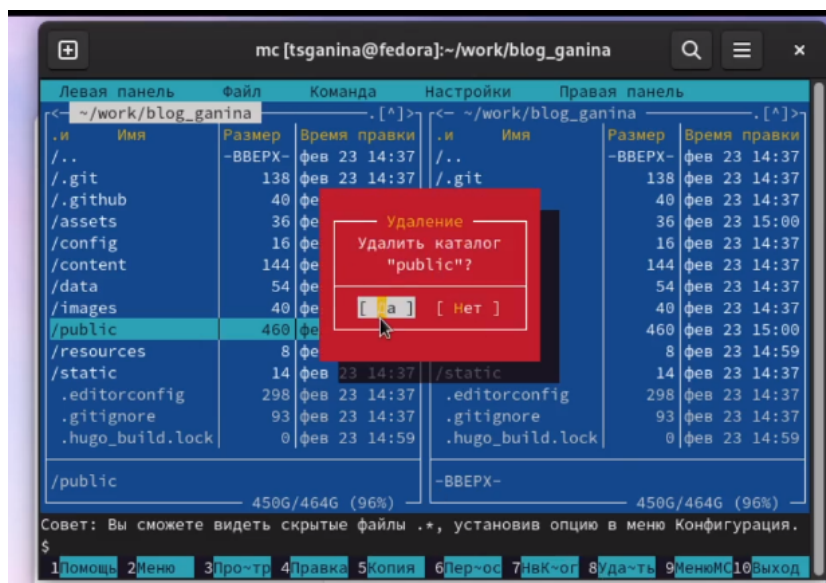 mc [tsganina@fedora]:~/work/blog_ganina
Левая панель Файл Команда Настройки Правая панель
<— ~/work/blog_ganina —.[^]> <— ~/work/blog_ganina —.[^]>
.и Имя Размер Время правки .и Имя Размер Время правки
/.. -ВВЕРХ- фев 23 14:37 /.. -ВВЕРХ- фев 23 14:37
/.git 138 фев 23 14:37 /.git 138 фев 23 14:37
/.github 40 фе 40 фев 23 14:37
/assets 36 фе Удаление 36 фев 23 15:00
/config 16 фе Удалить каталог 16 фев 23 14:37
/content 144 фе "public"? 144 фев 23 14:37
/data 54 фе 54 фев 23 14:37
/images 40 фе [ Да ] [ Нет ] 40 фев 23 14:37
/public 460 фе 460 фев 23 15:00
/resources 8 фе 8 фев 23 14:59
/static 14 фев 23 14:37 /static 14 фев 23 14:37
.editorconfig 298 фев 23 14:37 .editorconfig 298 фев 23 14:37
.gitignore 93 фев 23 14:37 .gitignore 93 фев 23 14:37
.hugo_build.lock 0 фев 23 14:59 .hugo_build.lock 0 фев 23 14:59
/public -ВВЕРХ-
450G/464G (96%) 450G/464G (96%)
Совет: Вы сможете видеть скрытые файлы .*, установив опцию в меню Конфигурация.
$
1Помощь 2Меню 3Про~тр 4Правка 5Копия 6Пер~ос 7НвК~ог 8Уда~ть 9МенюMC 10Выход